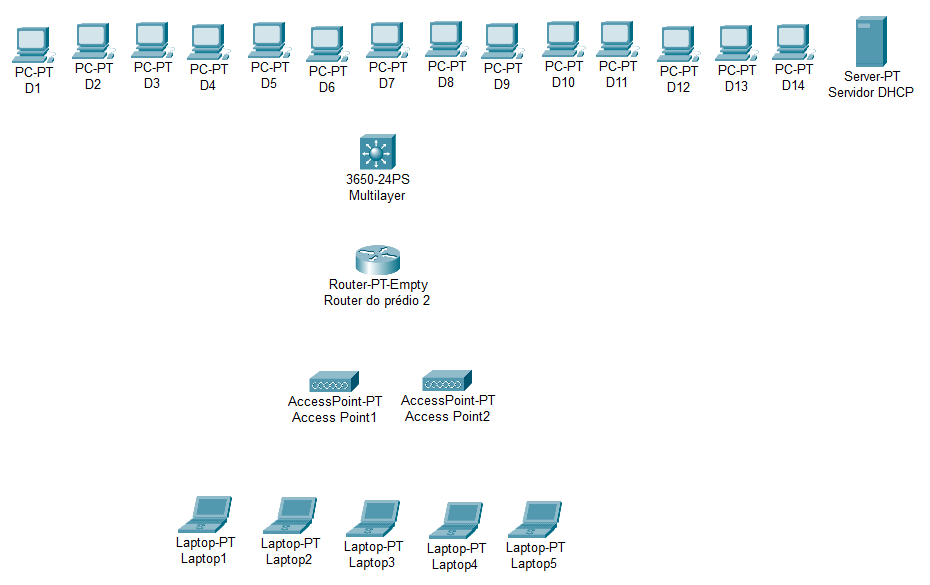 PC-PT
D1
PC-PT
D2
PC-PT
D3
PC-PT
D4
PC-PT
D5
PC-PT
D6
PC-PT
D7
PC-PT
D8
PC-PT
D9
PC-PT
D10
PC-PT
D11
PC-PT
D12
PC-PT
D13
PC-PT
D14
Server-PT
Servidor DHCP
3650-24PS
Multilayer
Router-PT-Empty
Router do prédio 2
AccessPoint-PT
Access Point1
AccessPoint-PT
Access Point2
Laptop-PT
Laptop1
Laptop-PT
Laptop2
Laptop-PT
Laptop3
Laptop-PT
Laptop4
Laptop-PT
Laptop5